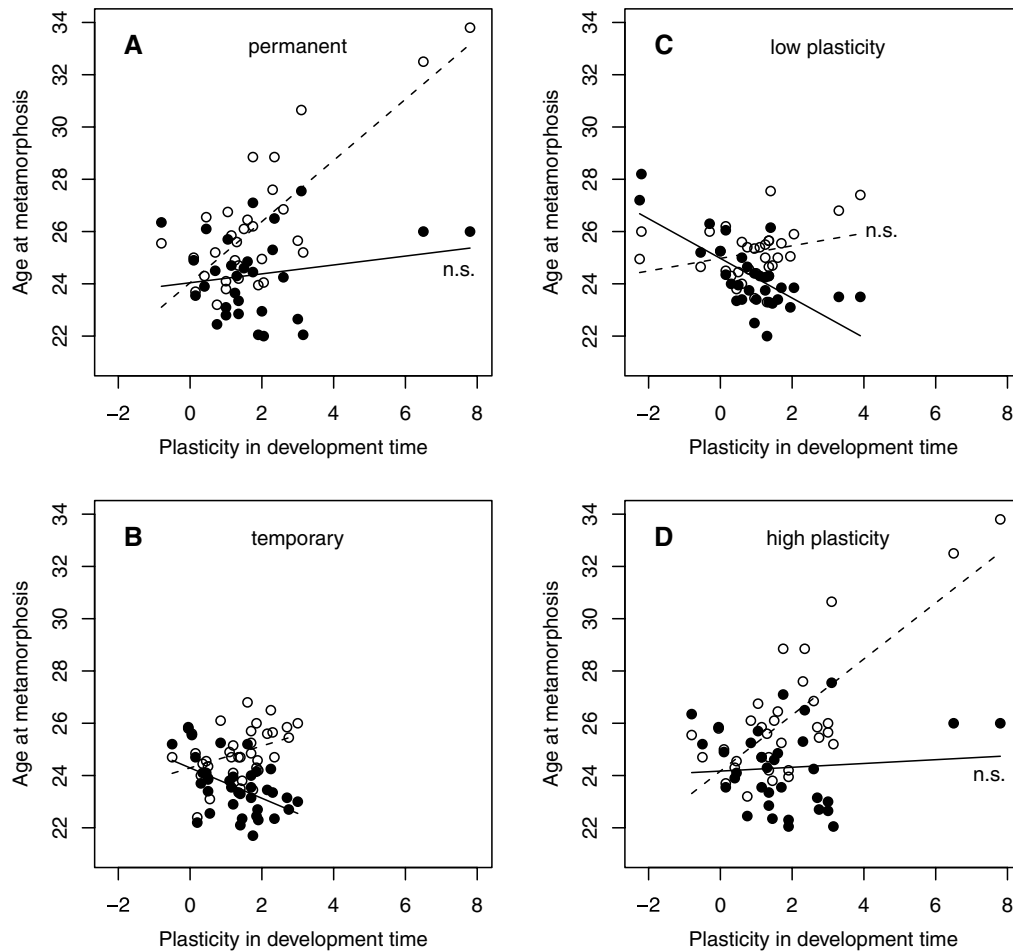 A
permanent
Age at metamorphosis
34
32
30
28
26
24
22
n.s.
−2 0 2 4 6 8
Plasticity in development time
C
low plasticity
Age at metamorphosis
34
32
30
28
26
24
22
n.s.
−2 0 2 4 6 8
Plasticity in development time
B
temporary
Age at metamorphosis
34
32
30
28
26
24
22
−2 0 2 4 6 8
Plasticity in development time
D
high plasticity
Age at metamorphosis
34
32
30
28
26
24
22
n.s.
−2 0 2 4 6 8
Plasticity in development time